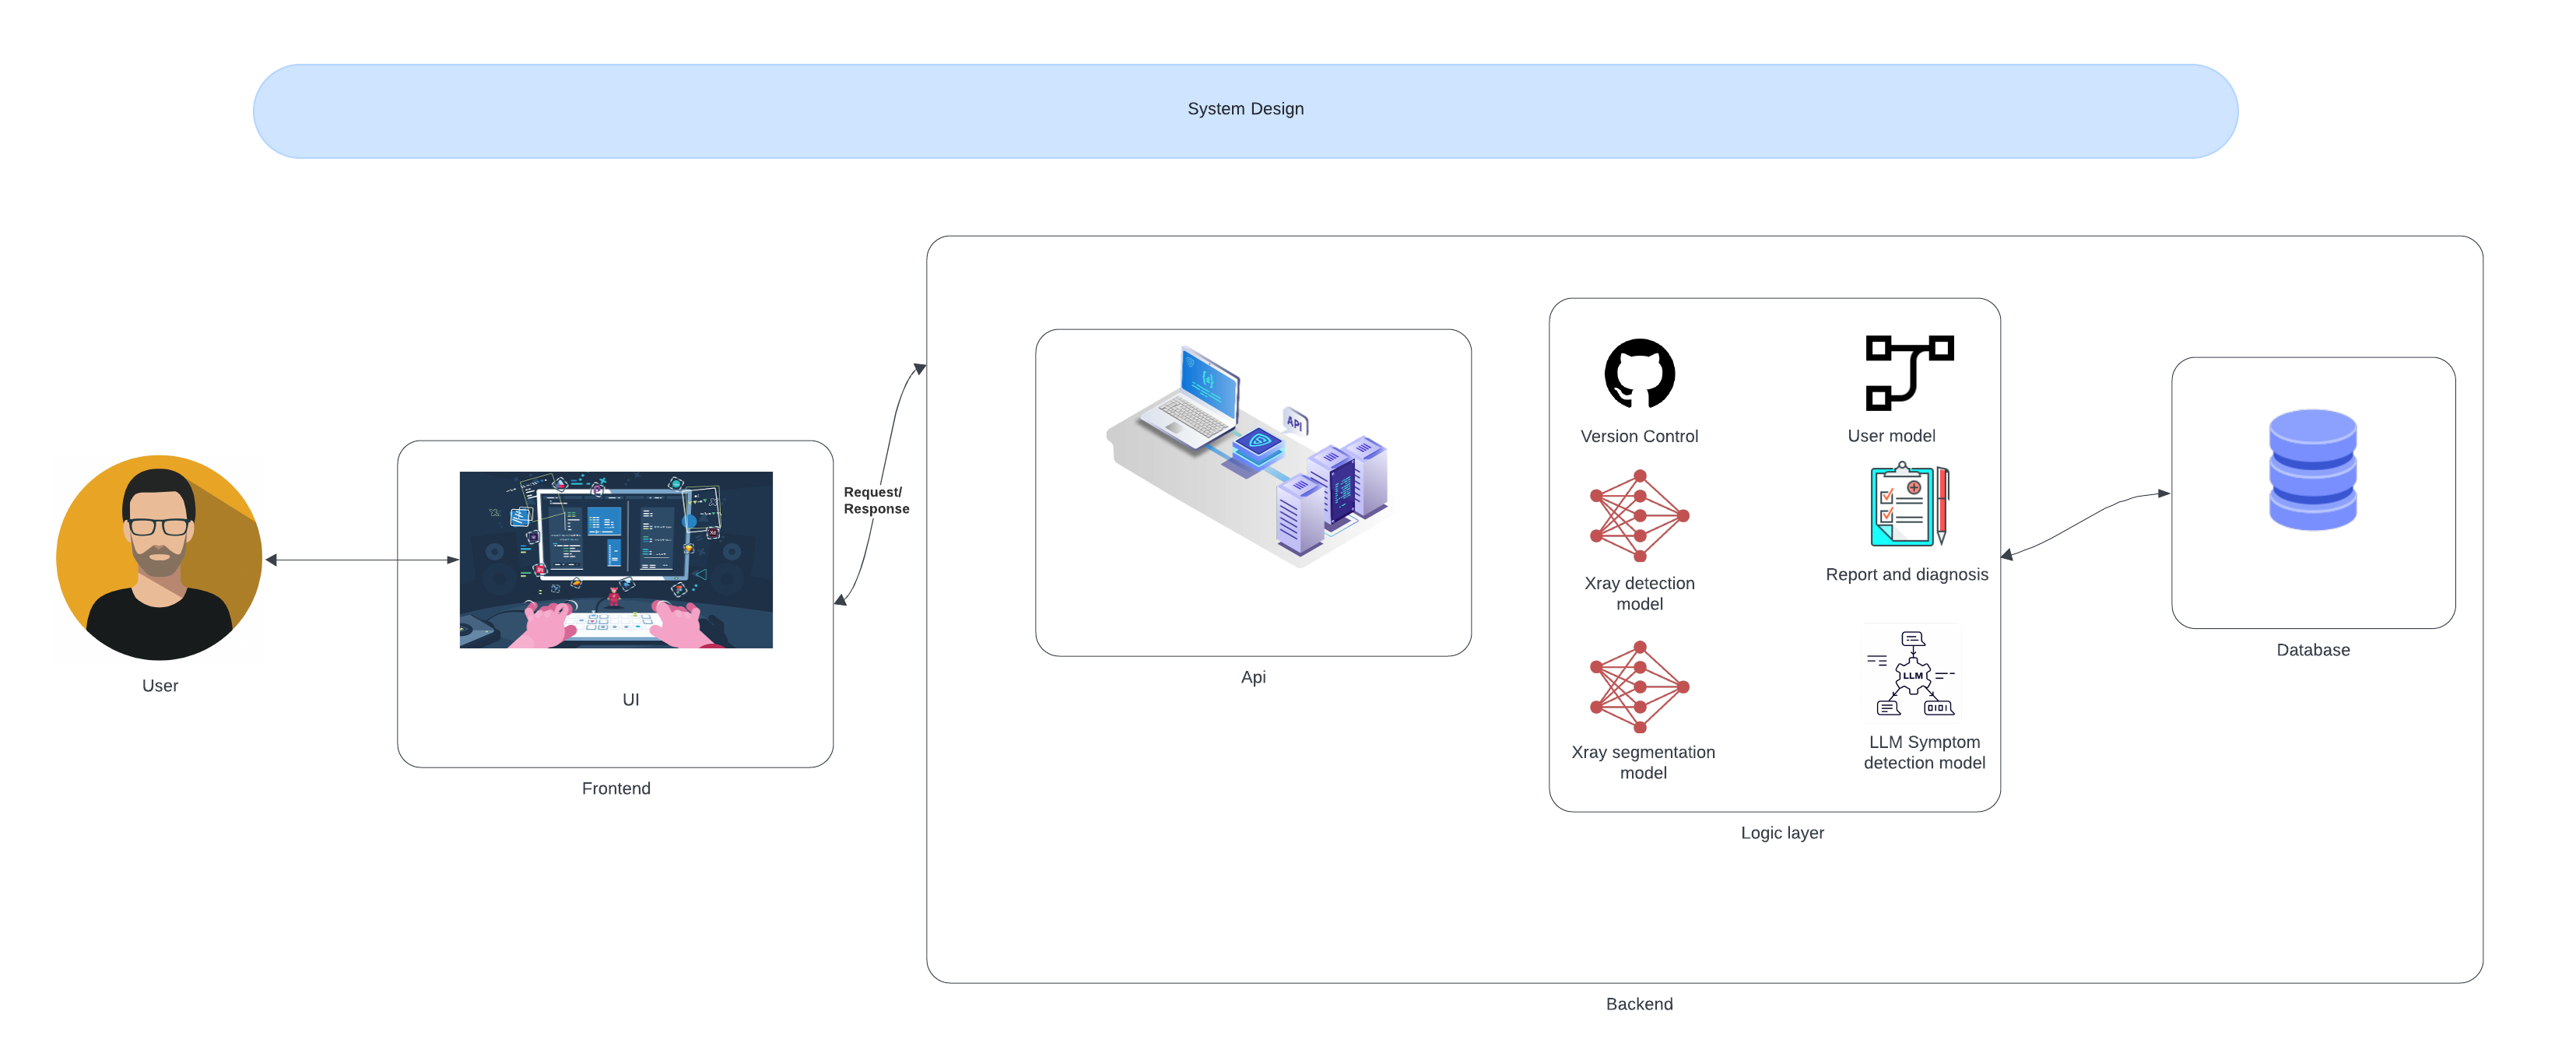 System Design
Request/
Response
API
Version Control
User model
Xray detection
model
Report and diagnosis
LLM
Xray segmentation
model
LLM Symptom
detection model
User
UI
Frontend
Api
Logic layer
Database
Backend